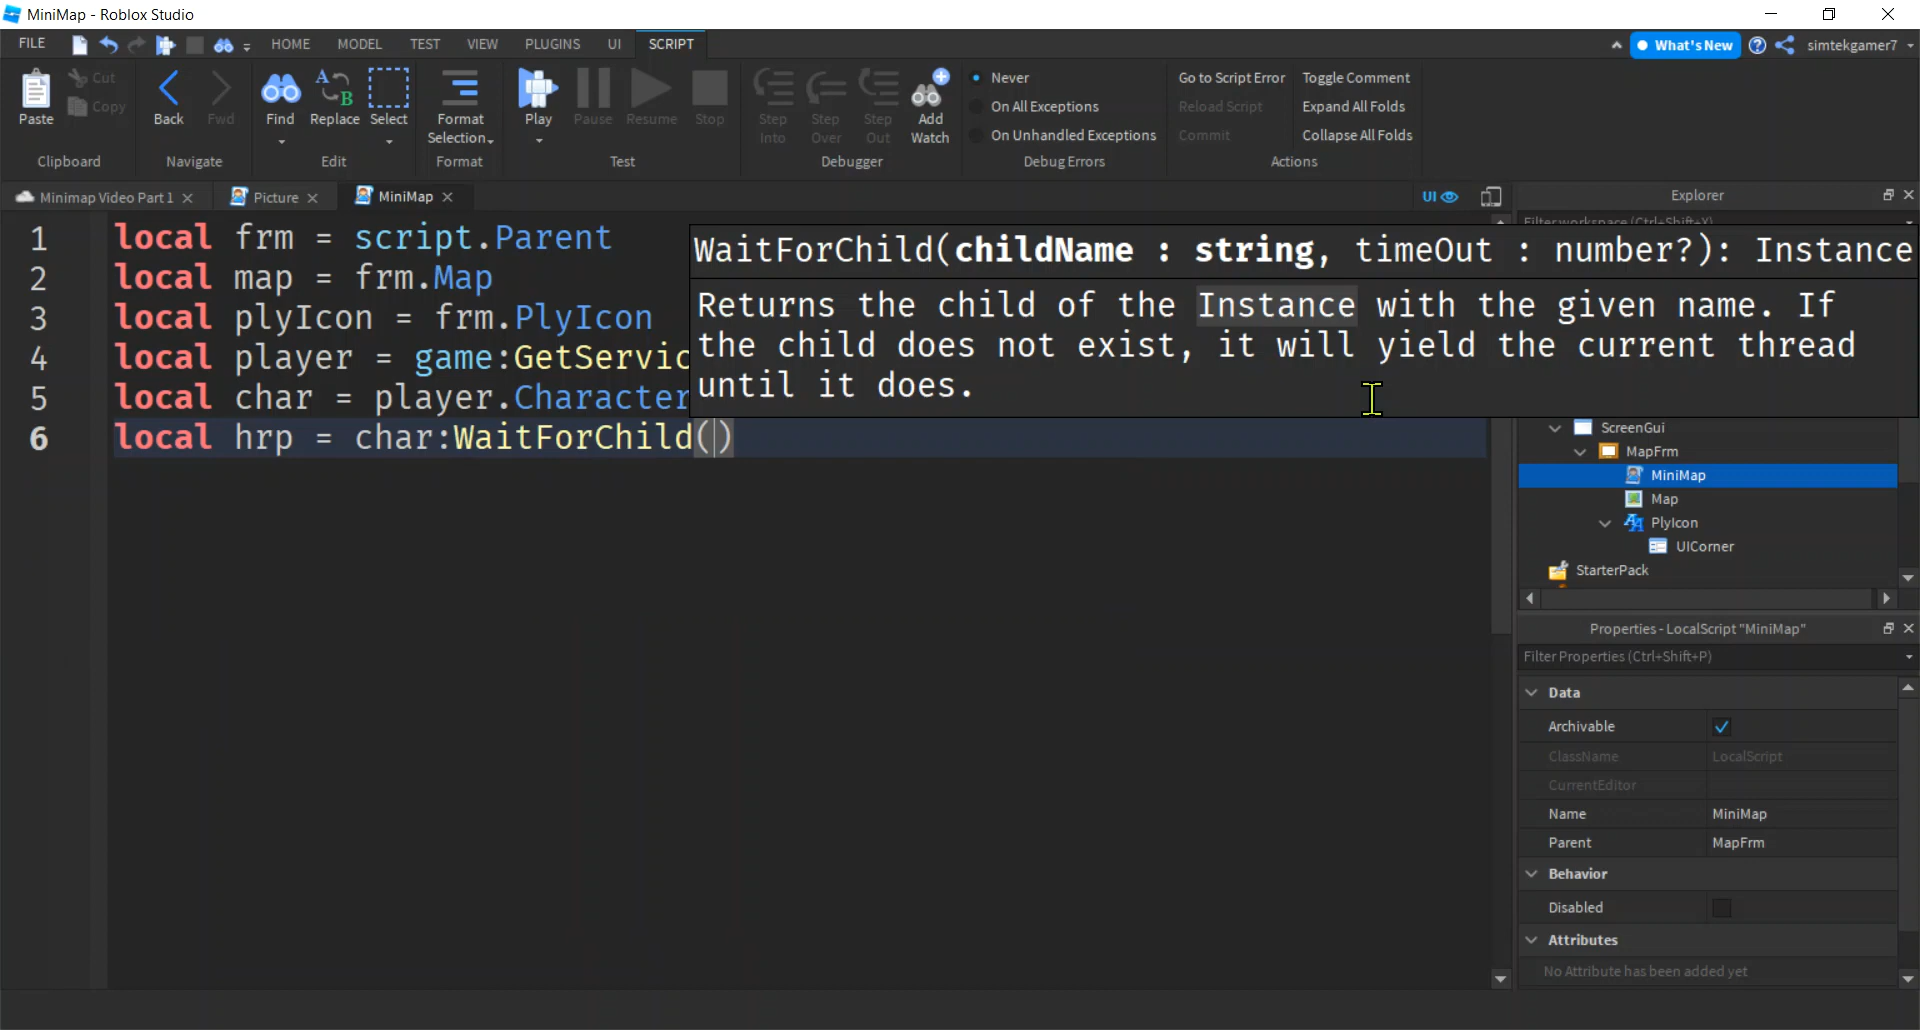 MiniMap - Roblox Studio
FILE HOME MODEL TEST VIEW PLUGINS UI SCRIPT What's New simtekgamer7
Paste Cut Copy Clipboard
Back Fwd Navigate
Find Replace Select Edit
Format Selection Format
Play Pause Resume Stop Test
Step Into Step Over Step Out Add Watch Debugger
Never
On All Exceptions
On Unhandled Exceptions
Debug Errors
Go to Script Error Toggle Comment
Reload Script Expand All Folds
Commit Collapse All Folds
Actions
Minimap Video Part 1 Picture MiniMap UI
1 local frm = script.Parent
2 local map = frm.Map
3 local plyIcon = frm.PlyIcon
4 local player = game:GetServic
5 local char = player.Character
6 local hrp = char:WaitForChild()
WaitForChild(childName : string, timeOut : number?): Instance
Returns the child of the Instance with the given name. If
the child does not exist, it will yield the current thread
until it does.
Explorer
Filter workspace (Ctrl+Shift+X)
ScreenGui
MapFrm
MiniMap
Map
PlyIcon
UICorner
StarterPack
Properties - LocalScript "MiniMap"
Filter Properties (Ctrl+Shift+P)
Data
Archivable
ClassName LocalScript
CurrentEditor
Name MiniMap
Parent MapFrm
Behavior
Disabled
Attributes
No Attribute has been added yet